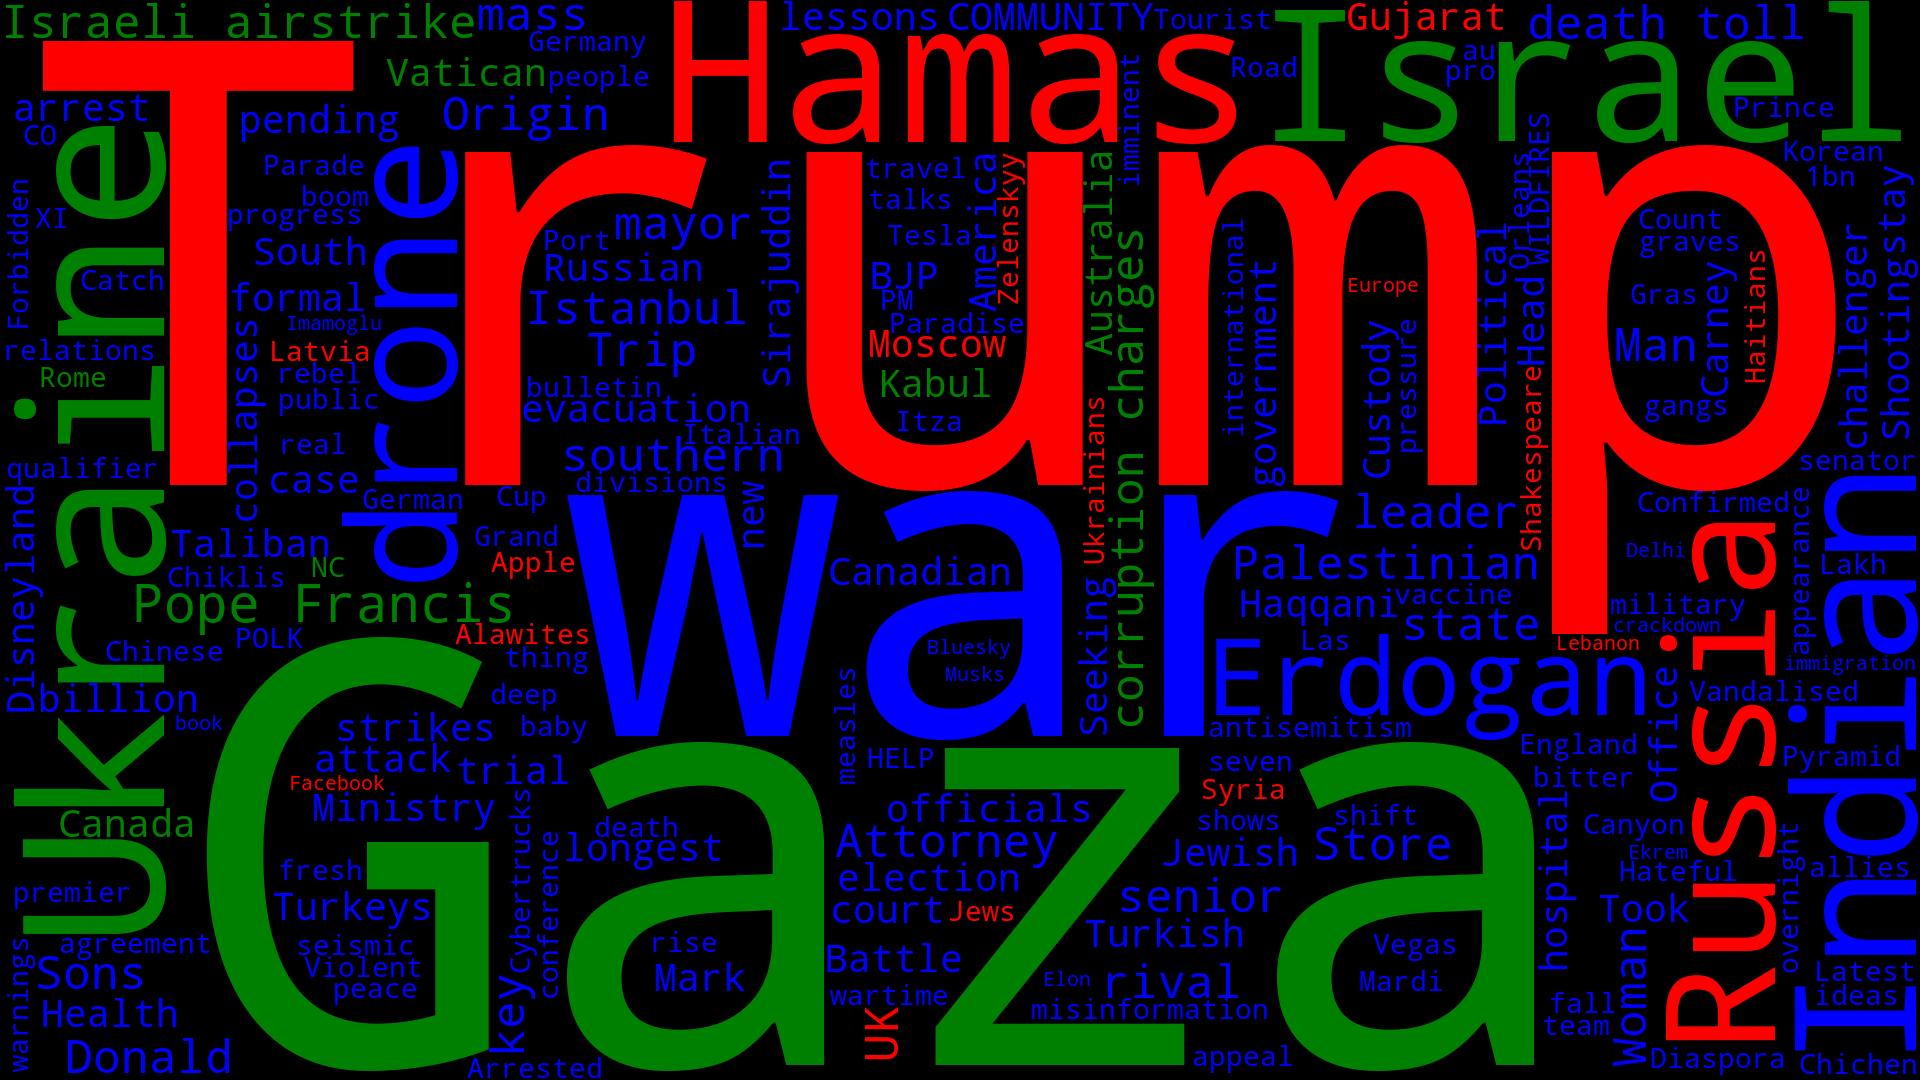 Israeli airstrike
mass
Hamas
lessons
COMMUNITY
Tourist
Israel
Gujarat
death toll
Germany
Vatican
people
Road
au
pro
arrest
CO
pending
Origin
imminent
Prince
Trump
Ukraine
drone
Parade
boom
progress
South
formal
Imamoglu
Latvia
rebel
public
real
case
German
collapses
Forbidden
XI
Catch
relations
Rome
qualifier
Disneyland
Port
mayor
Russian
Istanbul
Trip
bulletin
evacuation
Italian
southern
divisions
Sirajuddin
travel
talks
Tesla
America
Zelenskyy
BJP
PM
Paradise
Moscow
Kabul
Itza
Australia
corruption charges
Ukrainians
international
government
Europe
Custody
pressure
Political
Orleans
WILDFIRES
Head
Shakespeare
Count
graves
Gras
Carney
Man
Haitians
gangs
Korean
1bn
challenger
stay
Shootings
senator
Cup
Grand
Apple
new
war
Canadian
leader
Palestinian
Haqqani
vaccine
state
Las
Confirmed
Delhi
military
crackdown
Lebanon
appearance
Lakh
immigration
Indian
Russia
Taliban
Chiklis
NC
Pope Francis
Chinese
POLK
Alawites
thing
billion
book
deep
baby
strikes
attack
trial
Facebook
Ministry
Bluesky
Musks
Seeking
Erdogan
antisemitism
office
Vandalised
Pyramid
England
bitter
Gaza
Canada
premier
measles
HELP
seven
Syria
shows
shift
officials
Attorney
Jewish
Store
election
court
Jews
senior
Turkish
death
longest
Cybertrucks
conference
fresh
Turkeys
seismic
Violent
peace
key
rise
Mark
Battle
wartime
UK
Elon
rival
misinformation
appeal
Vegas
Mardi
hospital
Canyon
Ekrem
Hateful
allies
overnight
Took
Woman
fall
team
Diaspora
Latest
ideas
Chichen
agreement
Sons
Health
Donald
warnings
Arrested